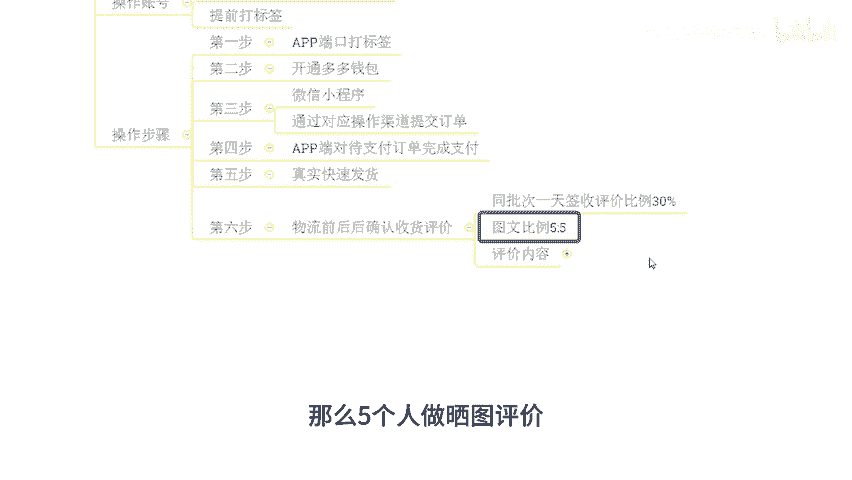 操作账号
提前打标签
第一步 APP端口打标签
第二步 开通多多钱包
微信小程序
第三步
通过对应操作渠道提交订单
操作步骤
第四步 APP端对待支付订单完成支付
第五步 真实快速发货
同批次一天签收评价比例30%
第六步 物流前后后确认收货评价 图文比例5:5
评价内容
那么5个人做晒图评价